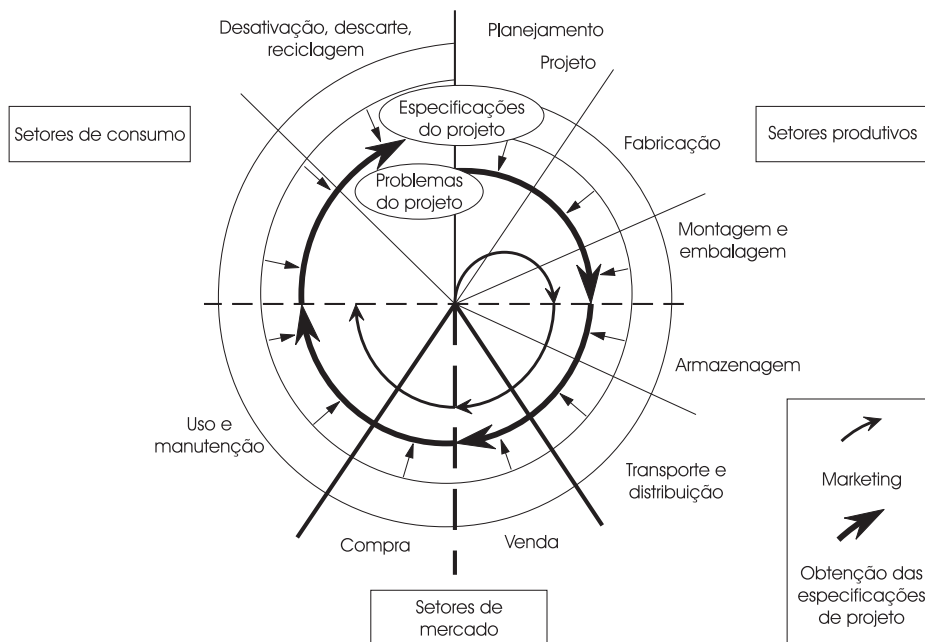 Desativação, descarte,
reciclagem
Planejamento
Projeto
Especificações
do projeto
Setores de consumo
Fabricação
Setores produtivos
Problemas
do projeto
Montagem e
embalagem
Armazenagem
Uso e
manutenção
Transporte e
distribuição
Compra
Venda
Setores de
mercado
Marketing
Obtenção das
especificações
de projeto